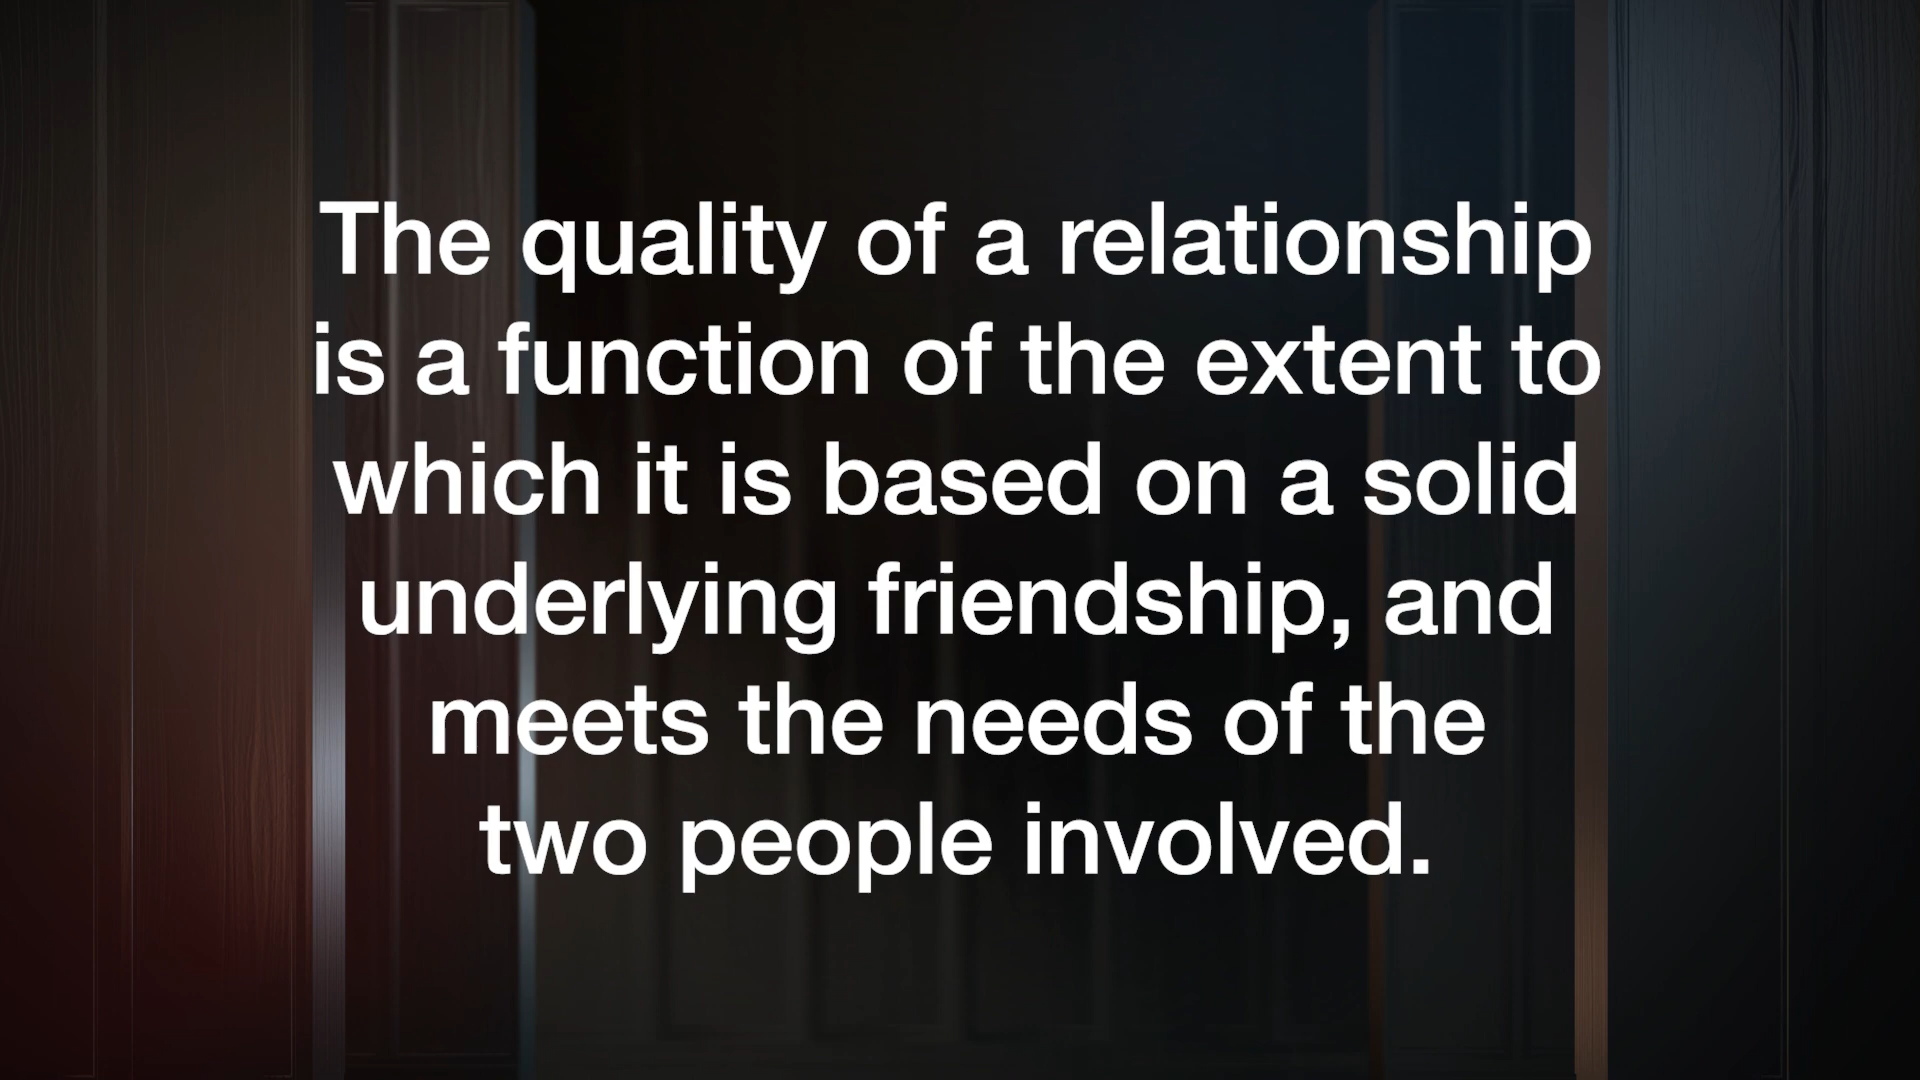 The quality of a relationship
is a function of the extent to
which it is based on a solid
underlying friendship, and
meets the needs of the
two people involved.